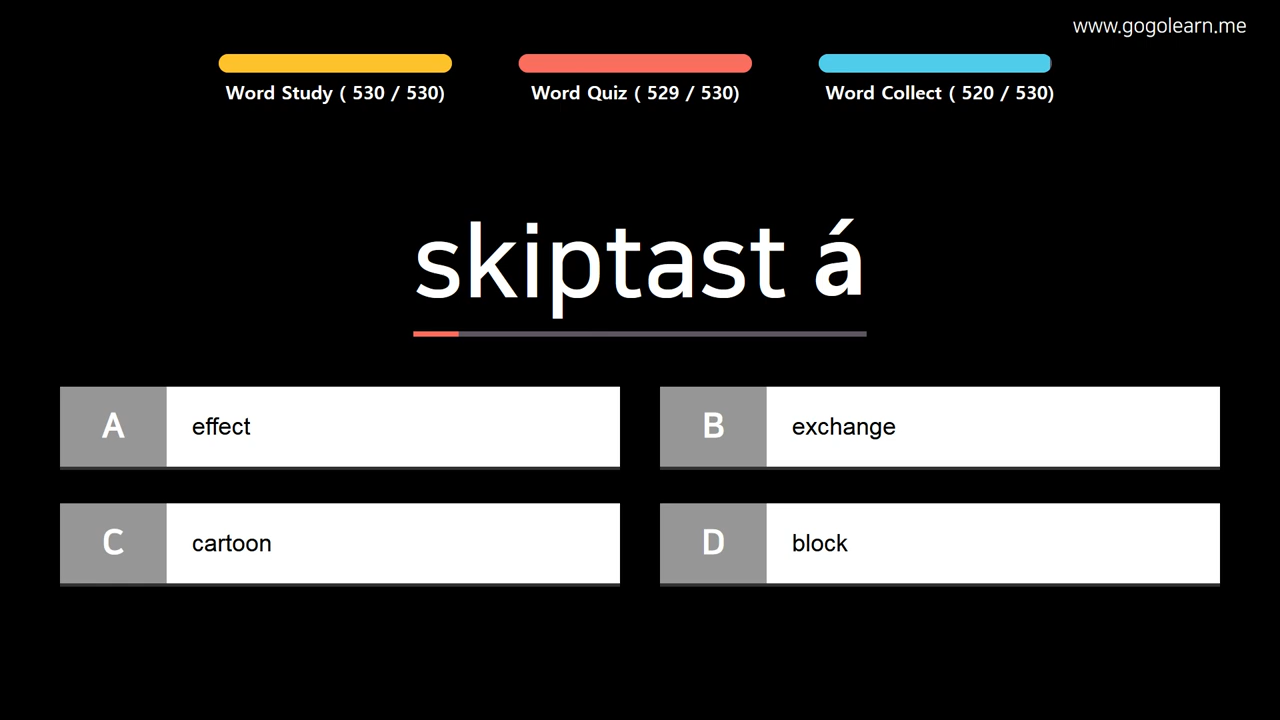 www.gogolearn.me
Word Study ( 530 / 530)
Word Quiz ( 529 / 530)
Word Collect ( 520 / 530)
skiptast á
A effect
B exchange
C cartoon
D block